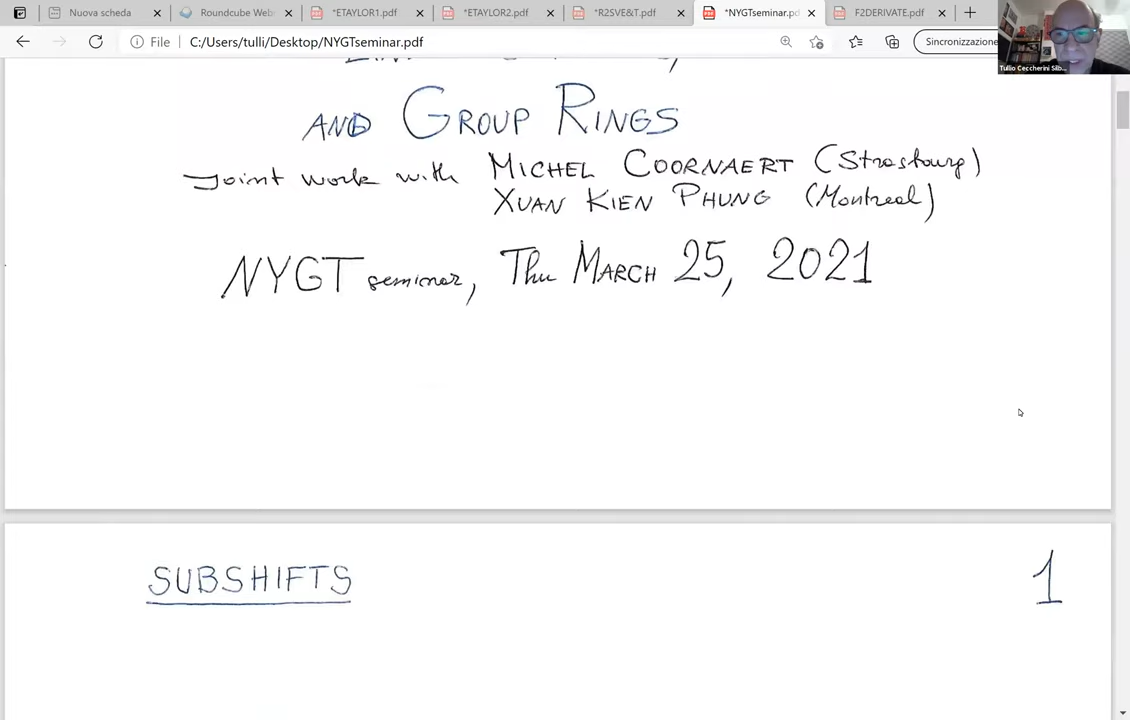 Nuova scheda
Roundcube Web
*ETAYLOR1.pdf
*ETAYLOR2.pdf
*R2SVE&T.pdf
*NYGTseminar.pd
F2DERIVATE.pdf
File
C:/Users/tulli/Desktop/NYGTseminar.pdf
Sincronizzazione
Tullio Ceccherini Silb...
AND GROUP RINGS
Joint work with MICHEL COORNAERT (Strasbourg)
XUAN KIEN PHUNG (Montreal)
NYGT seminar, Thu MARCH 25, 2021
SUBSHIFTS
1